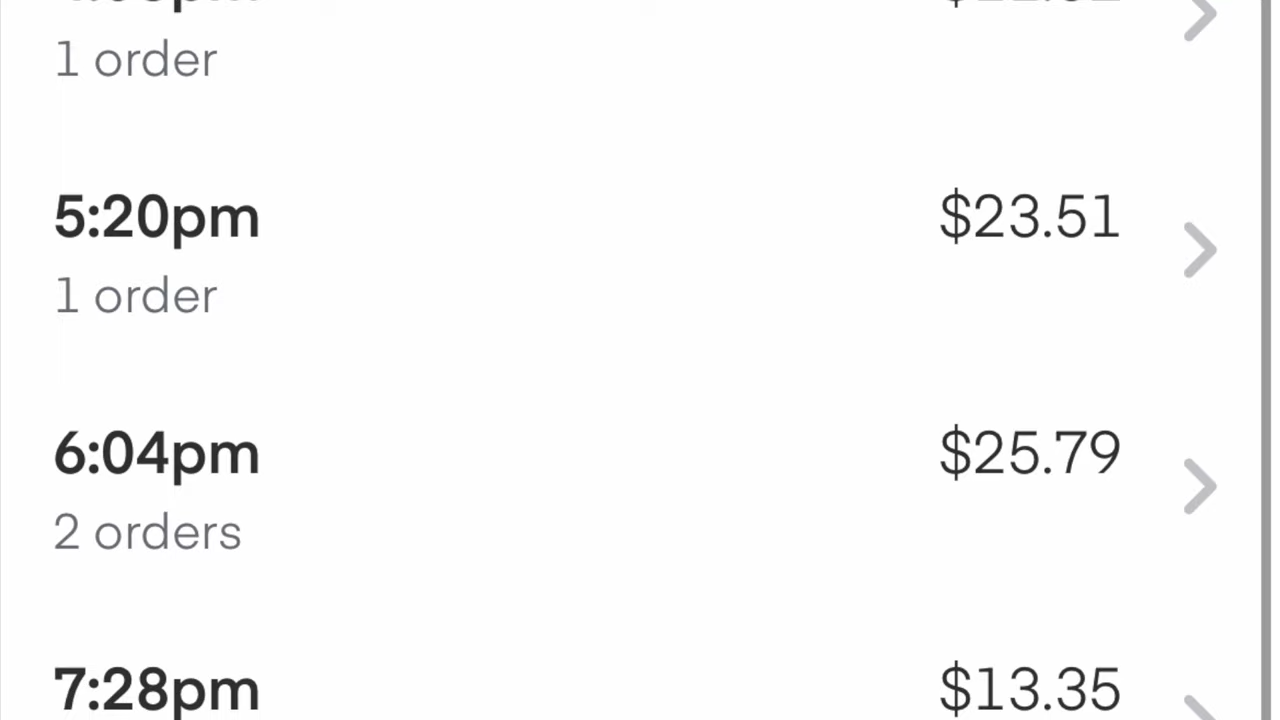 1 order
5:20pm $23.51
1 order
6:04pm $25.79
2 orders
7:28pm $13.35